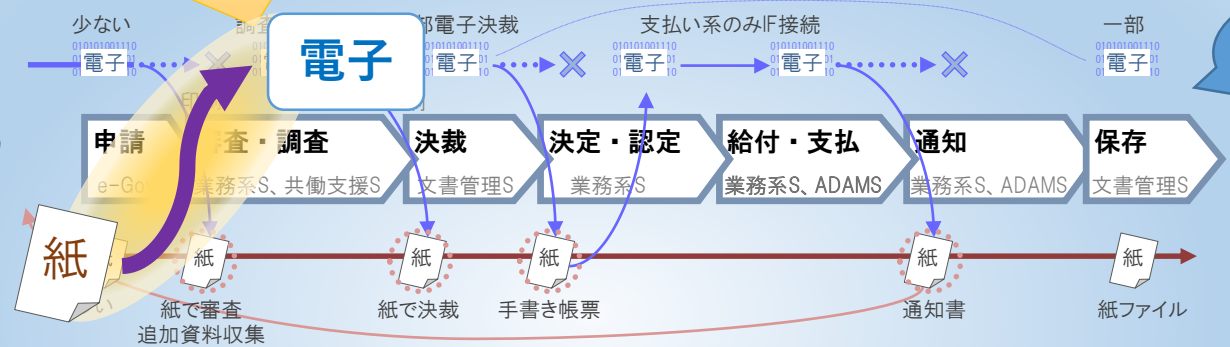 少ない
調査
部電子決裁
支払い系のみIF接続
一部
電子
電子
電子
電子
電子
電子
印
申請
審査・調査
決裁
決定・認定
給付・支払
通知
保存
e-Gov
業務系S、共働支援S
文書管理S
業務系S
業務系S、ADAMS
業務系S、ADAMS
文書管理S
紙
紙
紙
紙
紙
紙
い
紙で審査
追加資料収集
紙で決裁
手書き帳票
通知書
紙ファイル